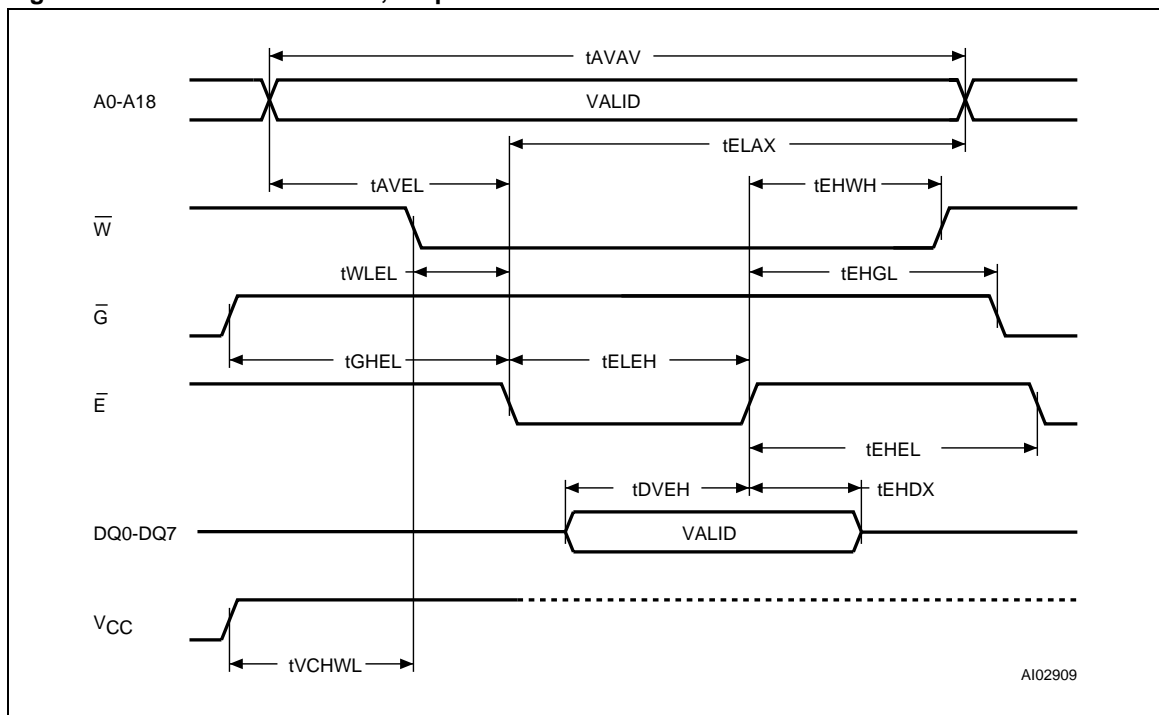 tAVAV
A0-A18
VALID
tELAX
tAVEL
tEHWH
W
tWLEL
tEHGL
G
tGHEL
tELEH
E
tEHEL
tDVEH
tEHDX
DQ0-DQ7
VALID
VCC
tVCHWL
AI02909